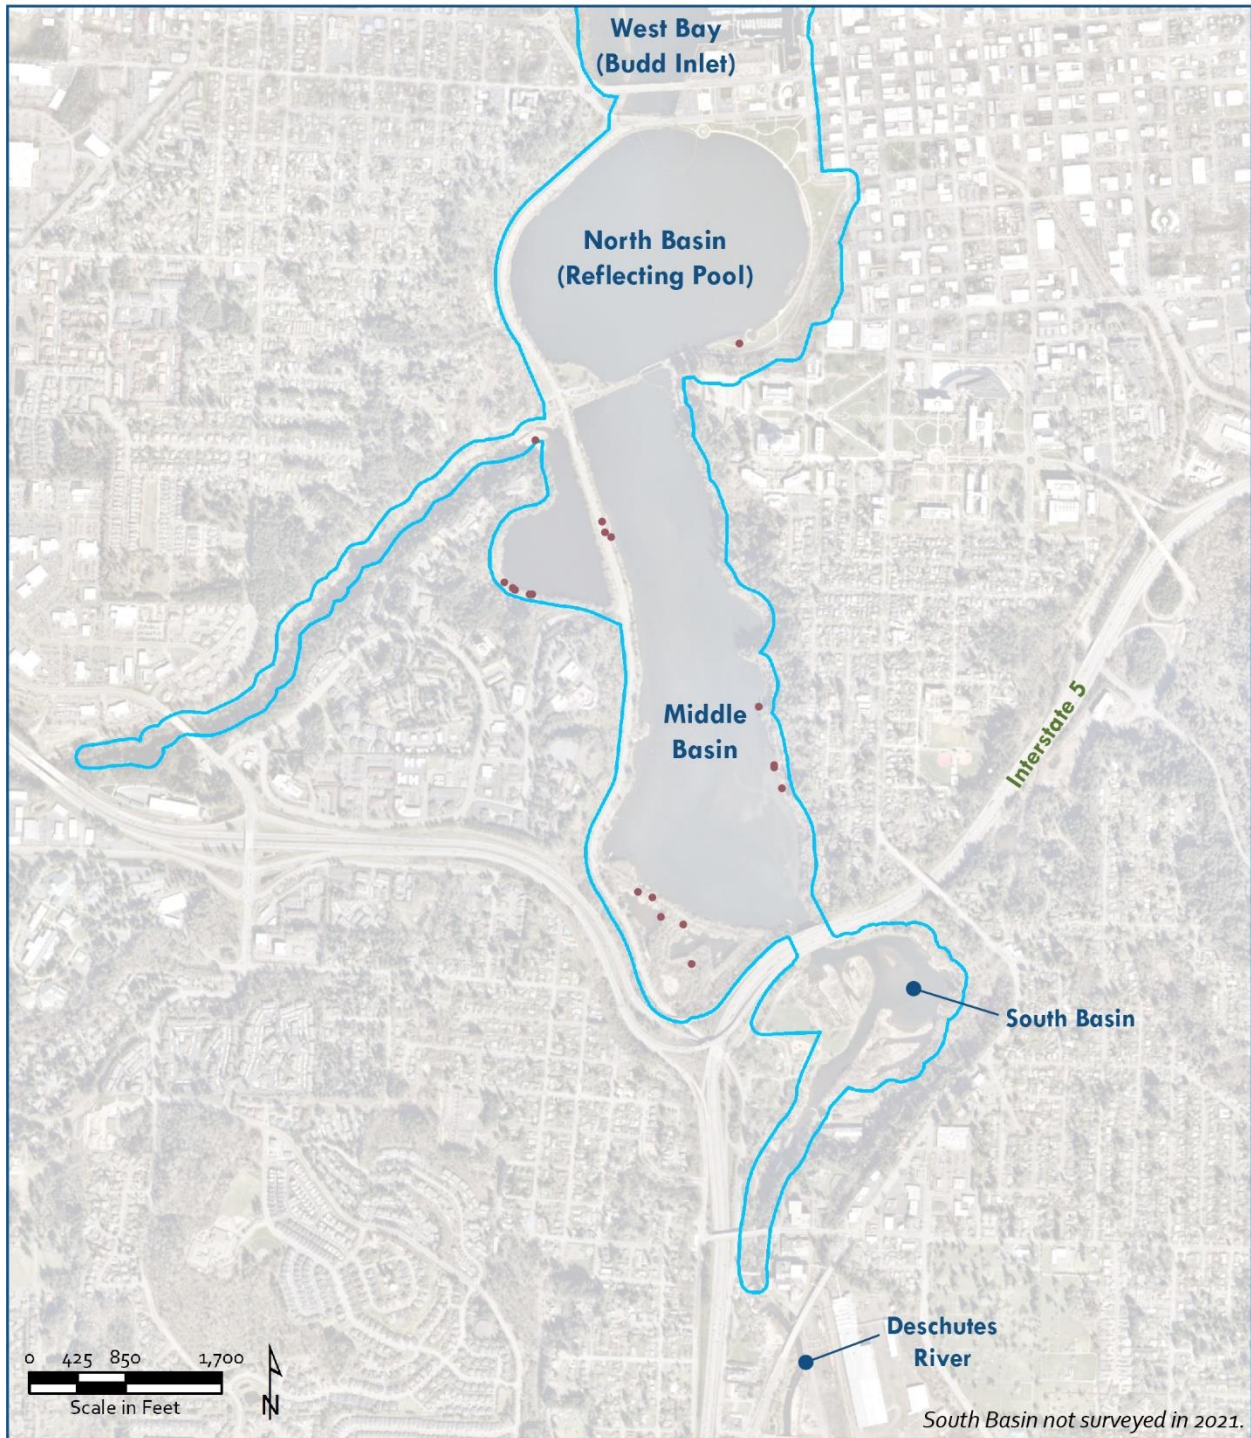 West Bay
(Budd Inlet)
North Basin
(Reflecting Pool)
Middle
Basin
Interstate 5
South Basin
Deschutes
River
0 425 850 1,700
Scale in Feet
N
South Basin not surveyed in 2021.